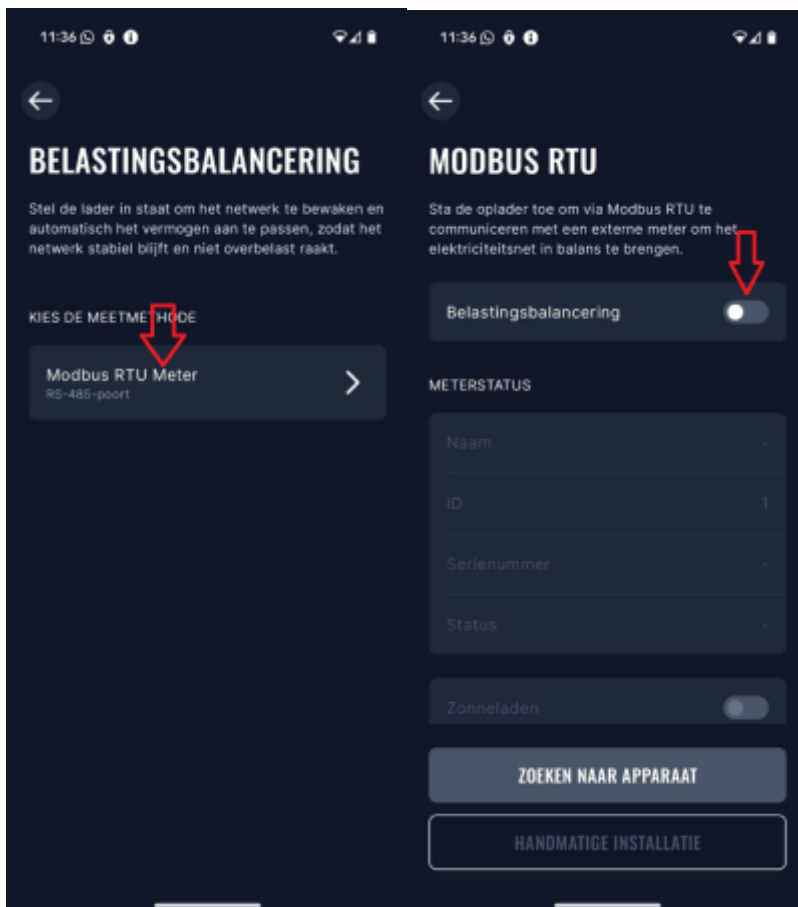 11:36
BELASTINGSBALANCERING
Stel de lader in staat om het netwerk te bewaken en
automatisch het vermogen aan te passen, zodat het
netwerk stabiel blijft en niet overbelast raakt.
KIES DE MEETMETHODE
Modbus RTU Meter
RS-485-poort
11:36
MODBUS RTU
Sta de oplader toe om via Modbus RTU te
communiceren met een externe meter om het
elektriciteitsnet in balans te brengen.
Belastingsbalancering
METERSTATUS
Naam -
ID 1
Serienummer -
Status -
Zonneladen
ZOEKEN NAAR APPARAAT
HANDMATIGE INSTALLATIE